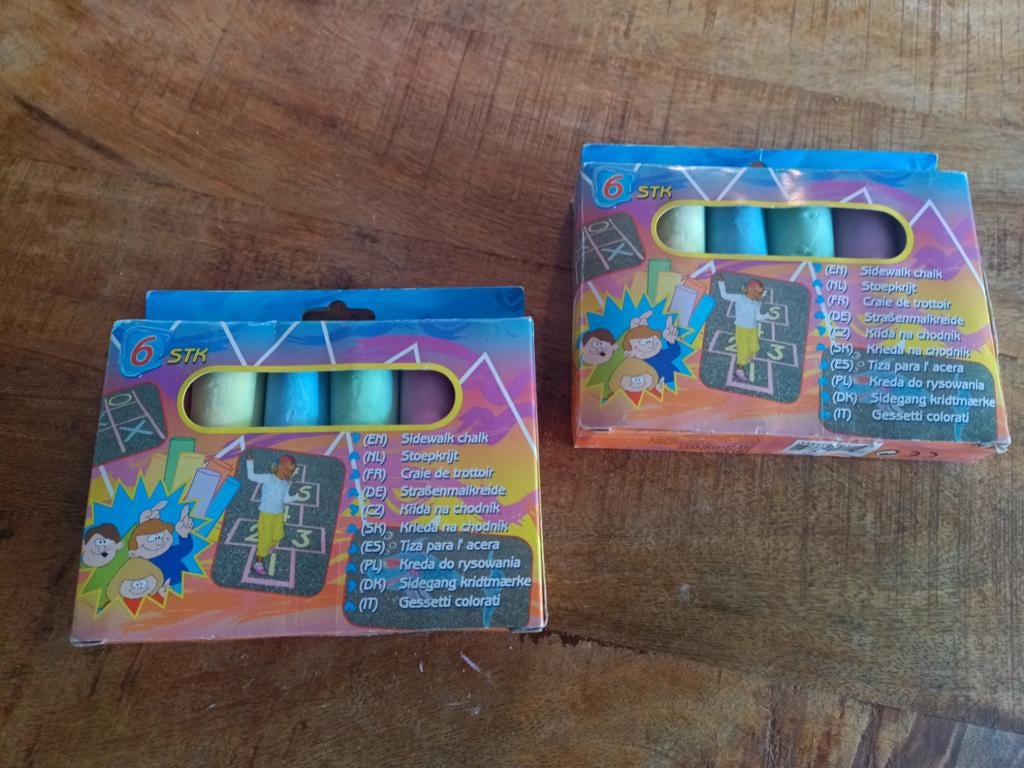 6 STK
(EN) Sidewalk chalk
(NL) Stoepkrijt
(FR) Craie de trottoir
(DE) Straßenmalkreide
(CZ) Křída na chodník
(SK) Krieda na chodník
(ES) Tiza para l' acera
(PL) Kreda do rysowania
(DK) Sidegang kridtmærke
(IT) Gessetti colorati
6 STK
(EN) Sidewalk chalk
(NL) Stoepkrijt
(FR) Craie de trottoir
(DE) Straßenmalkreide
(CZ) Křída na chodník
(SK) Krieda na chodník
(ES) Tiza para l' acera
(PL) Kreda do rysowania
(DK) Sidegang kridtmærke
(IT) Gessetti colorati
CE